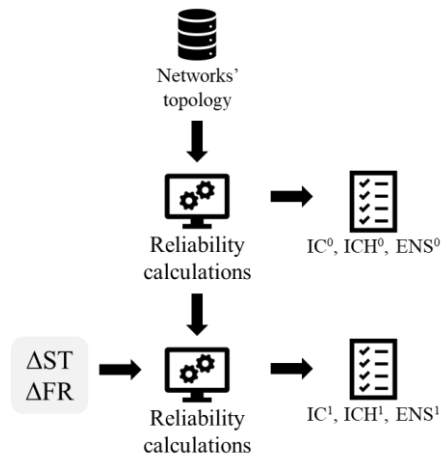 Networks’
topology
Reliability
calculations
IC⁰, ICH⁰, ENS⁰
ΔST
ΔFR
Reliability
calculations
IC¹, ICH¹, ENS¹